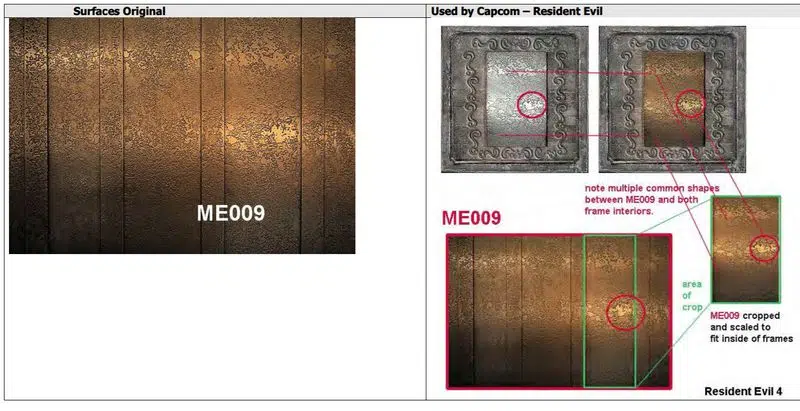 Surfaces Original
Used by Capcom – Resident Evil
ME009
note multiple common shapes
between ME009 and both
frame interiors.
ME009
area
of
crop
ME009 cropped
and scaled to
fit inside of frames
Resident Evil 4